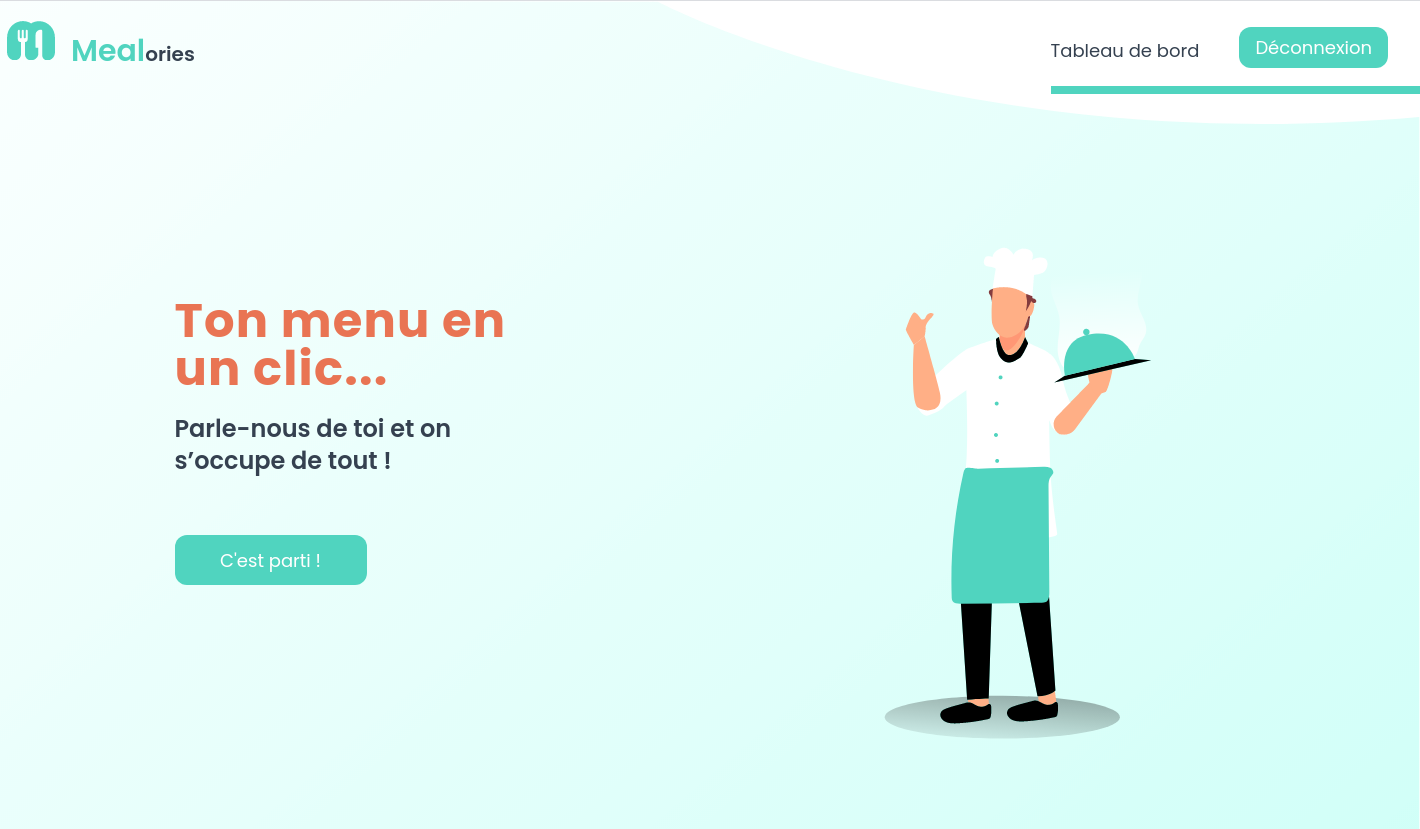 Mealories
Tableau de bord
Déconnexion
Ton menu en
un clic...
Parle-nous de toi et on
s’occupe de tout !
C'est parti !